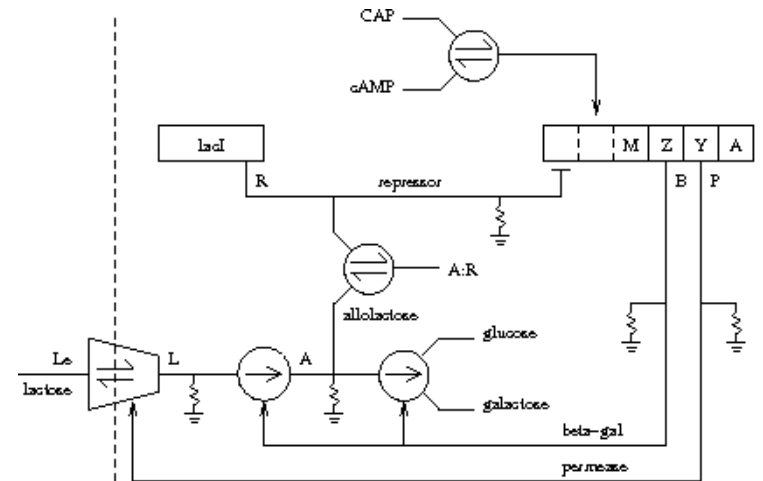 CAP
cAMP
lacI
M Z Y A
R
repressor
B P
A:R
allolactose
glucose
Le
L
A
lactose
galactose
beta-gal
permease